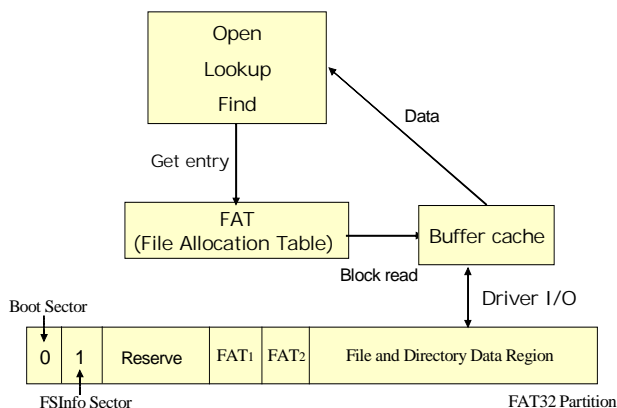 Open
Lookup
Find
Data
Get entry
FAT
(File Allocation Table)
Buffer cache
Block read
Driver I/O
Boot Sector
0
1
Reserve
FAT1
FAT2
File and Directory Data Region
FSInfo Sector
FAT32 Partition